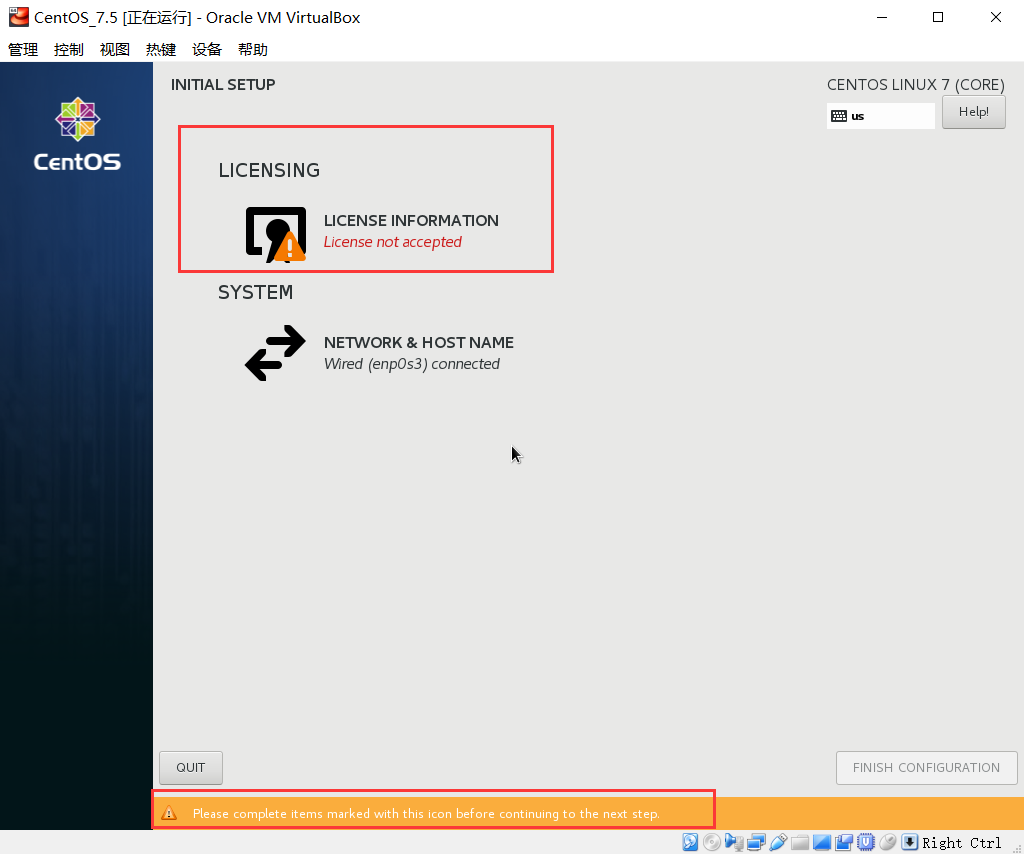 CentOS_7.5 [正在运行] - Oracle VM VirtualBox
管理 控制 视图 热键 设备 帮助
CentOS
INITIAL SETUP
CENTOS LINUX 7 (CORE)
us
Help!
LICENSING
LICENSE INFORMATION
License not accepted
SYSTEM
NETWORK & HOST NAME
Wired (enp0s3) connected
QUIT
FINISH CONFIGURATION
Please complete items marked with this icon before continuing to the next step.
Right Ctrl